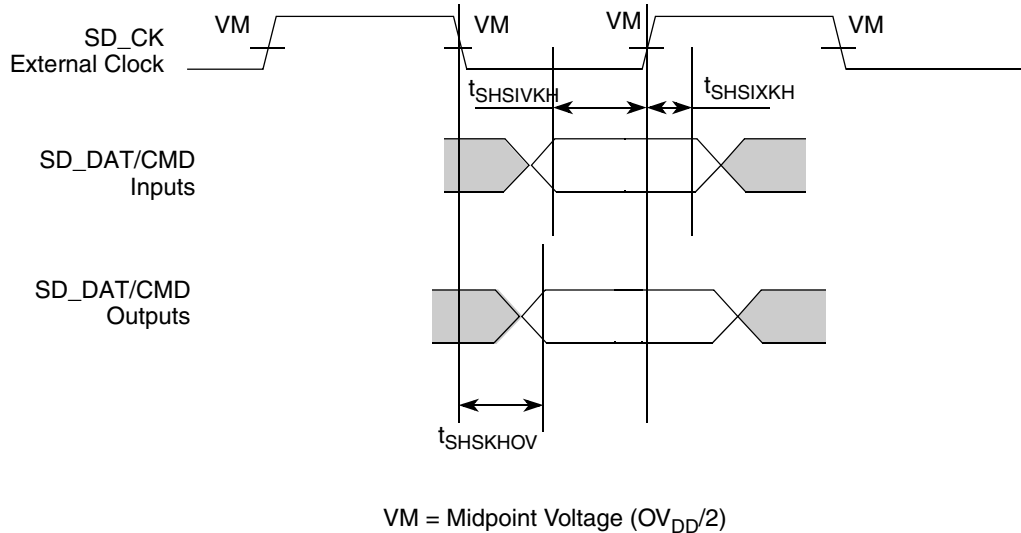 VM VM VM VM
SD_CK
External Clock
tSHSIVKH tSHSIXKH
SD_DAT/CMD
Inputs
SD_DAT/CMD
Outputs
tSHSKHOV
VM = Midpoint Voltage (OVDD/2)